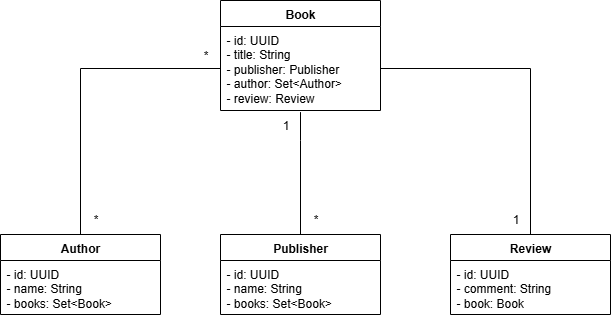 Book
- id: UUID
- title: String
- publisher: Publisher
- author: Set<Author>
- review: Review
*
1
*
*
1
Author
- id: UUID
- name: String
- books: Set<Book>
Publisher
- id: UUID
- name: String
- books: Set<Book>
Review
- id: UUID
- comment: String
- book: Book